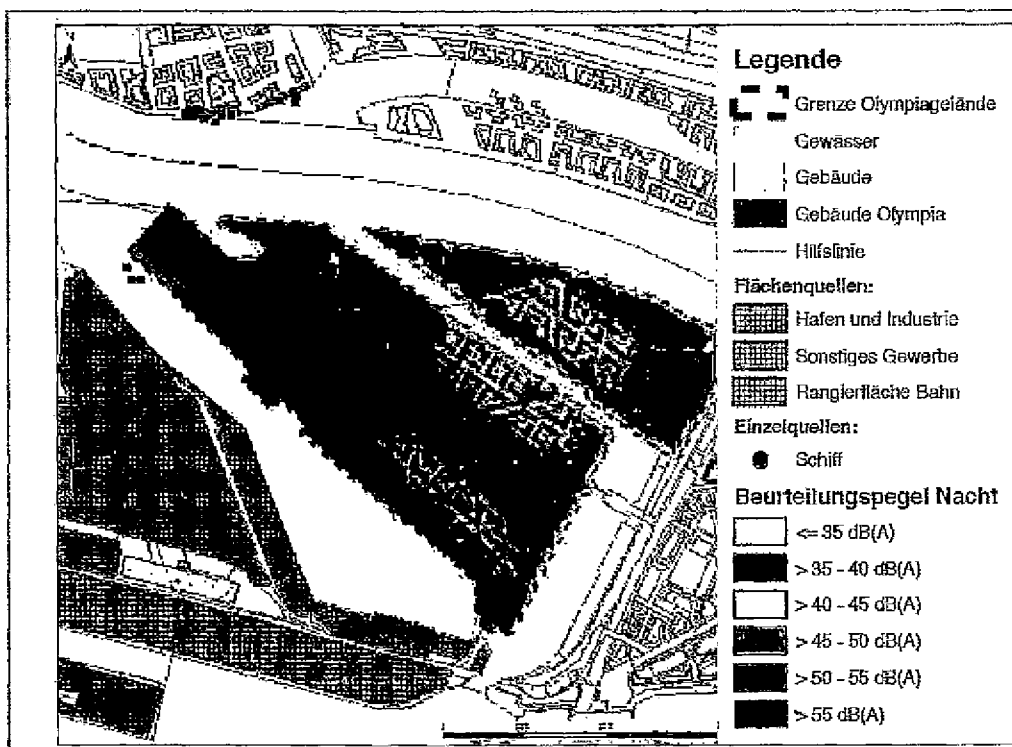 Legende
Grenze Olympiagelände
Gewässer
Gebäude
Gebäude Olympia
Hilfslinie
Flächenquellen:
Hafen und Industrie
Sonstiges Gewerbe
Rangierfläche Bahn
Einzelquellen:
Schiff
Beurteilungspegel Nacht
<= 35 dB(A)
> 35 - 40 dB(A)
> 40 - 45 dB(A)
> 45 - 50 dB(A)
> 50 - 55 dB(A)
> 55 dB(A)